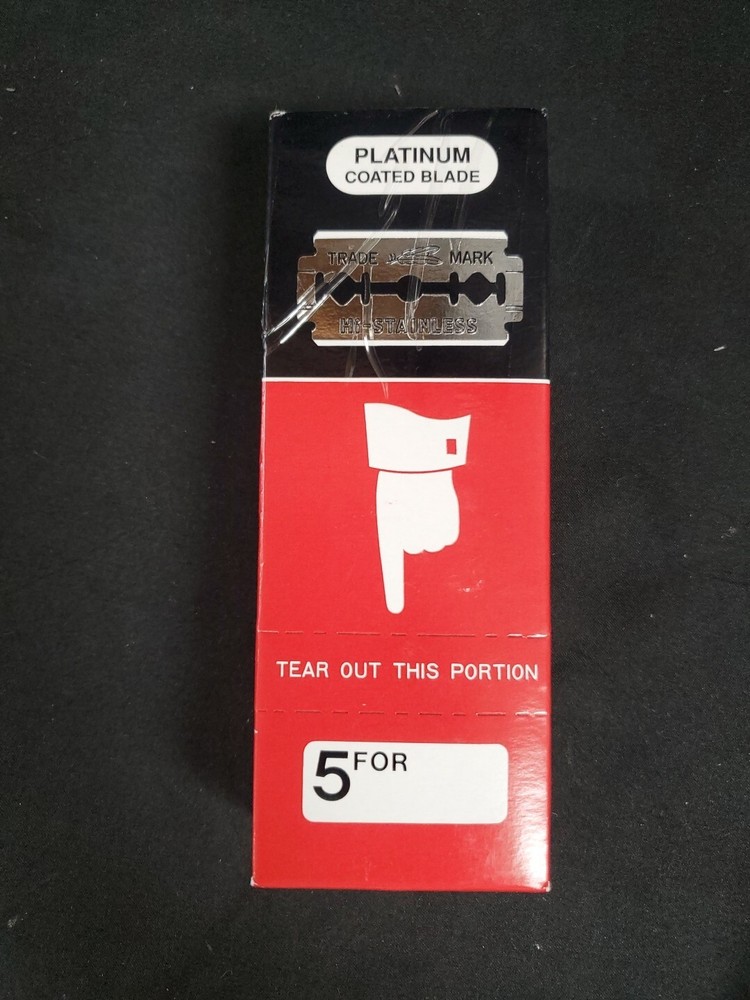 PLATINUM
COATED BLADE
TRADE MARK
Hi-STAINLESS
TEAR OUT THIS PORTION
5 FOR